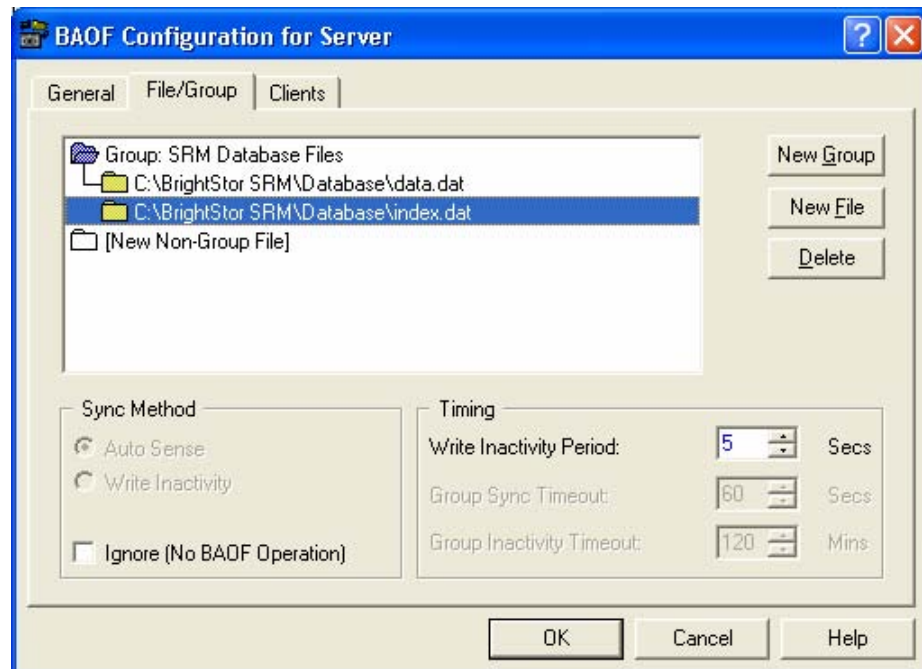 BAOF Configuration for Server
General File/Group Clients
Group: SRM Database Files
C:\BrightStor SRM\Database\data.dat
C:\BrightStor SRM\Database\index.dat
[New Non-Group File]
New Group
New File
Delete
Sync Method
Auto Sense
Write Inactivity
Ignore (No BAOF Operation)
Timing
Write Inactivity Period: 5 Secs
Group Sync Timeout: 60 Secs
Group Inactivity Timeout: 120 Mins
OK Cancel Help